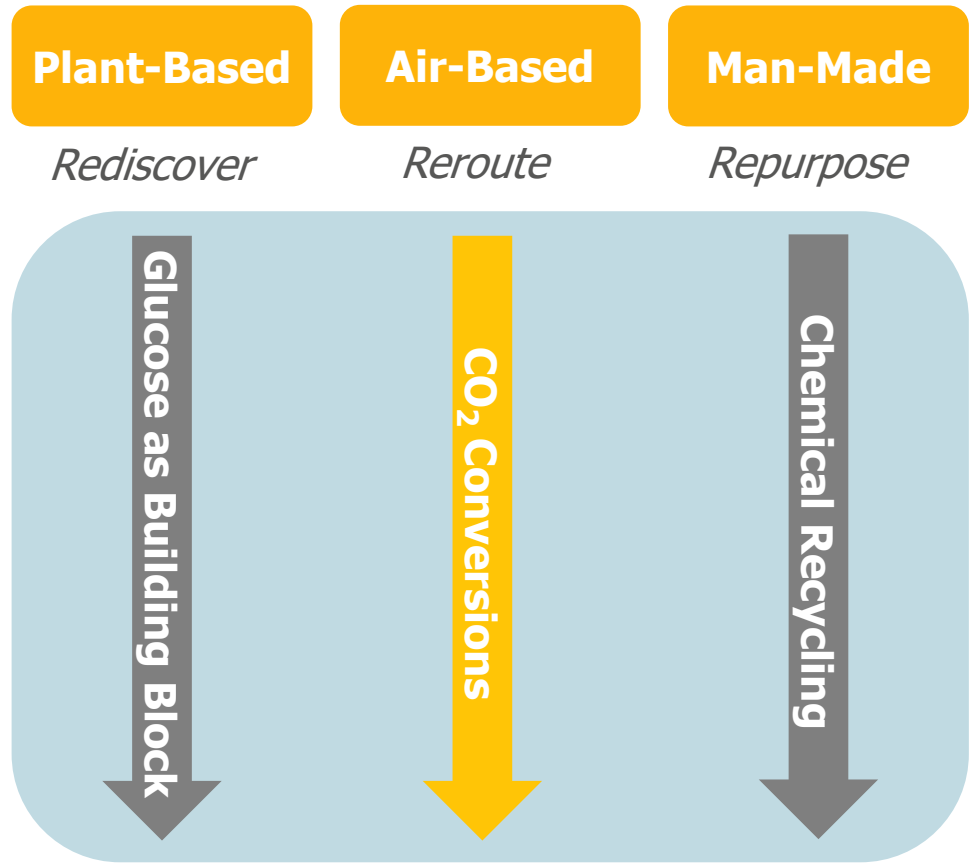 Plant-Based
Air-Based
Man-Made
Rediscover
Reroute
Repurpose
Glucose as Building Block
CO₂ Conversions
Chemical Recycling